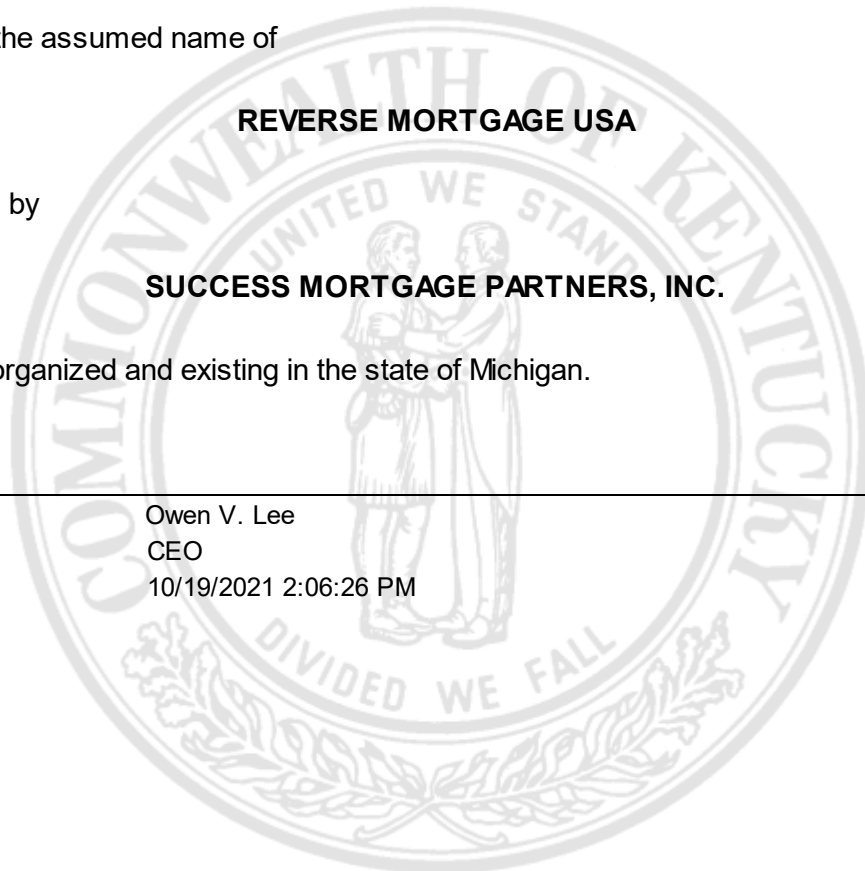 the assumed name of
REVERSE MORTGAGE USA
by
SUCCESS MORTGAGE PARTNERS, INC.
organized and existing in the state of Michigan.
Owen V. Lee
CEO
10/19/2021 2:06:26 PM
COMMONWEALTH OF KENTUCKY
UNITED WE STAND
DIVIDED WE FALL